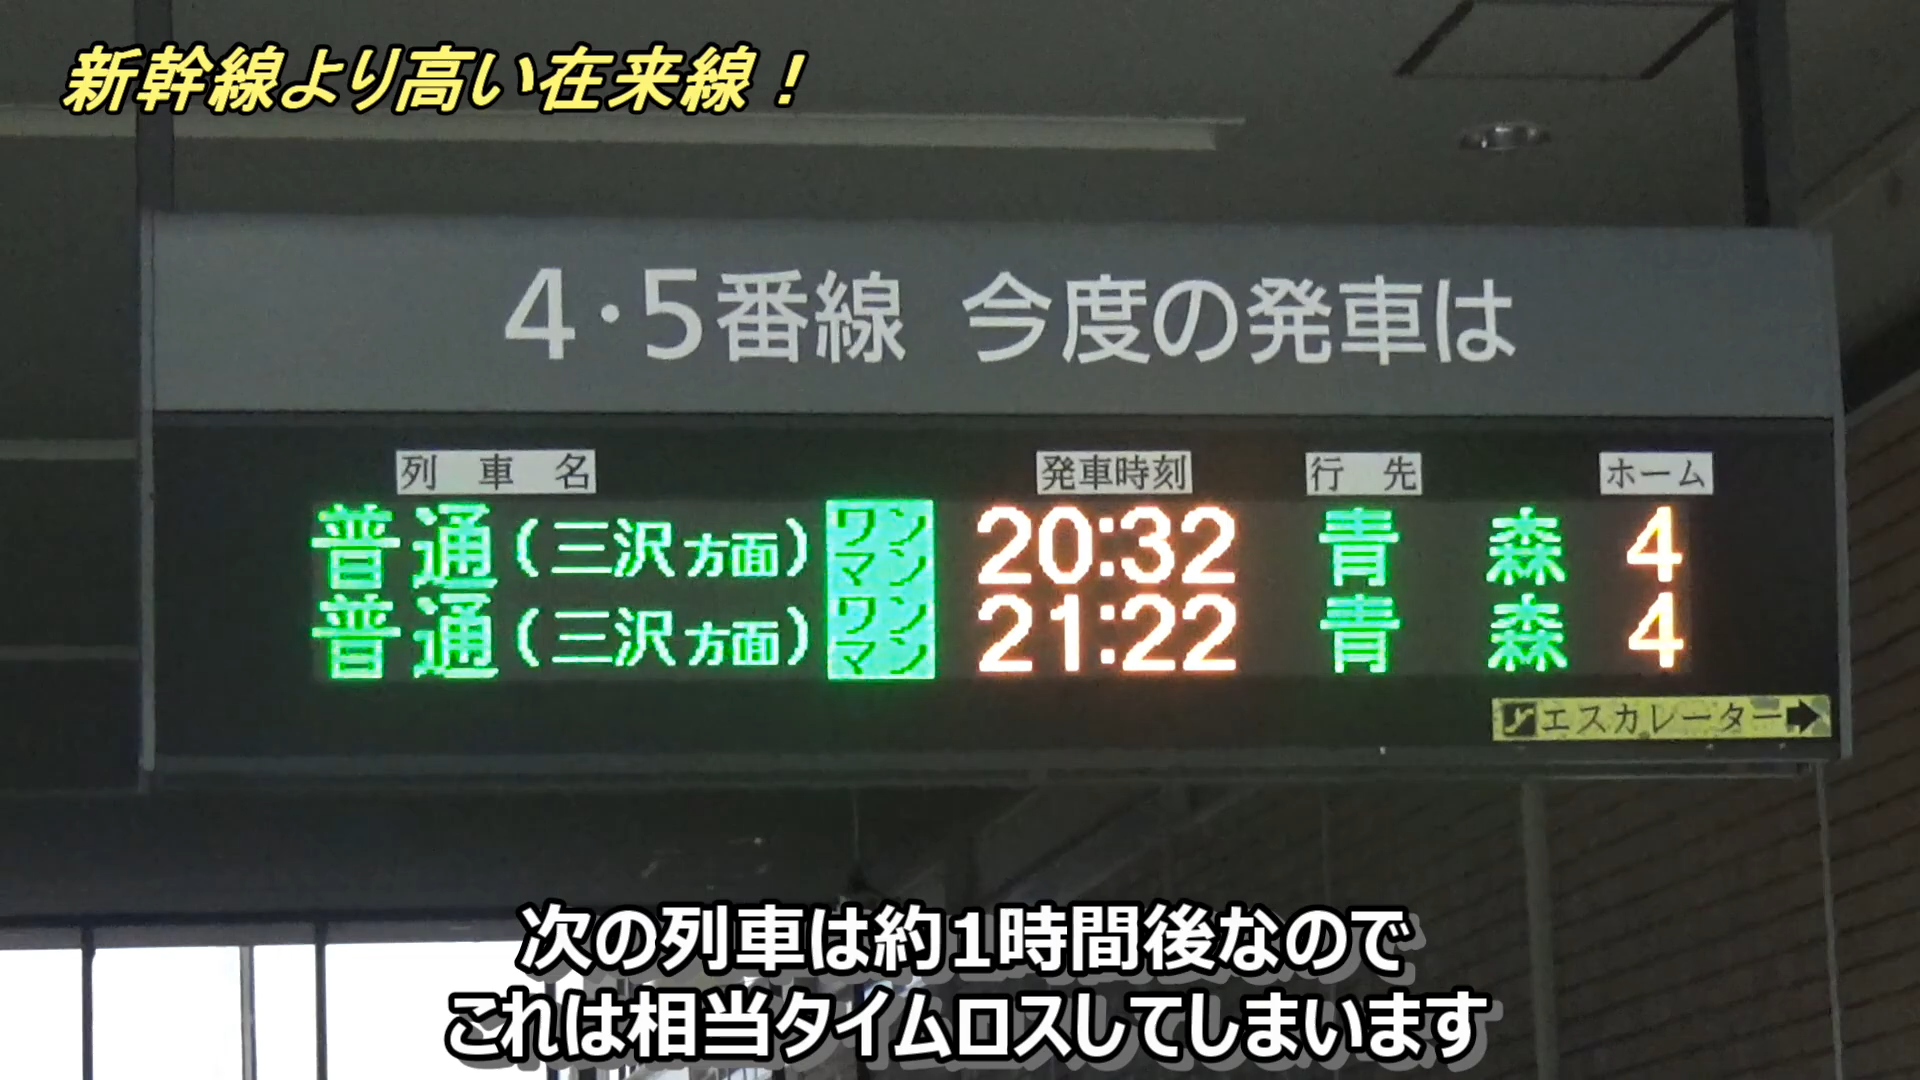 新幹線より高い在来線！
4・5番線 今度の発車は
列 車 名 発車時刻 行 先 ホーム
普通(三沢方面) ワンマン 20:32 青 森 4
普通(三沢方面) ワンマン 21:22 青 森 4
エスカレーター➡
次の列車は約1時間後なので
これは相当タイムロスしてしまいます